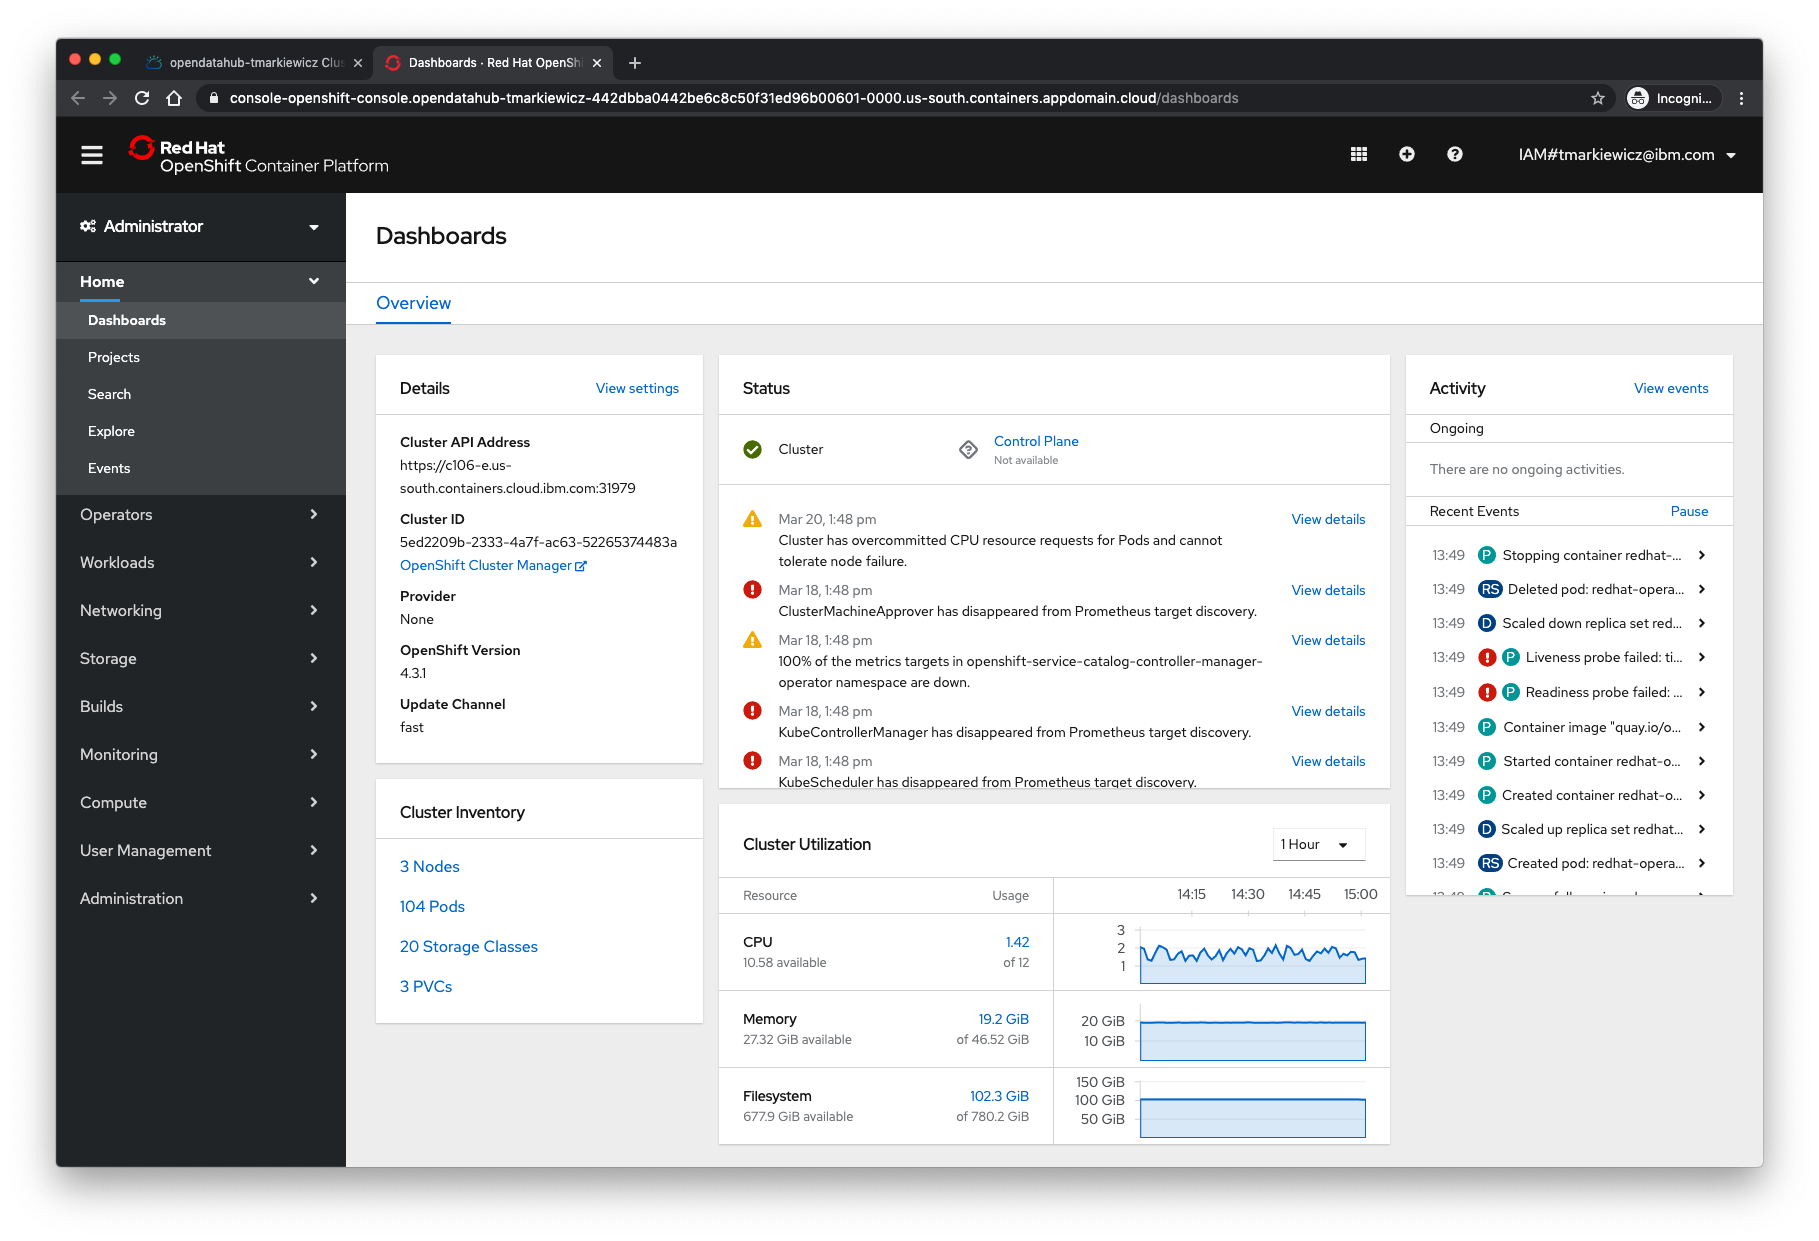 opendatahub-tmarkiewicz Clus
Dashboards · Red Hat OpenShi
console-openshift-console.opendatahub-tmarkiewicz-442dbba0442be6c8c50f31ed96b00601-0000.us-south.containers.appdomain.cloud/dashboards
Incogni...
Red Hat
OpenShift Container Platform
IAM#tmarkiewicz@ibm.com
Administrator
Home
Dashboards
Projects
Search
Explore
Events
Operators
Workloads
Networking
Storage
Builds
Monitoring
Compute
User Management
Administration
Dashboards
Overview
Details
View settings
Cluster API Address
https://c106-e.us-
south.containers.cloud.ibm.com:31979
Cluster ID
5ed2209b-2333-4a7f-ac63-52265374483a
OpenShift Cluster Manager
Provider
None
OpenShift Version
4.3.1
Update Channel
fast
Cluster Inventory
3 Nodes
104 Pods
20 Storage Classes
3 PVCs
Status
Cluster
Control Plane
Not available
Mar 20, 1:48 pm
View details
Cluster has overcommitted CPU resource requests for Pods and cannot
tolerate node failure.
Mar 18, 1:48 pm
View details
ClusterMachineApprover has disappeared from Prometheus target discovery.
Mar 18, 1:48 pm
View details
100% of the metrics targets in openshift-service-catalog-controller-manager-
operator namespace are down.
Mar 18, 1:48 pm
View details
KubeControllerManager has disappeared from Prometheus target discovery.
Mar 18, 1:48 pm
View details
KubeScheduler has disappeared from Prometheus target discovery.
Cluster Utilization
1 Hour
Resource Usage
14:15 14:30 14:45 15:00
CPU 1.42
10.58 available of 12
3
2
1
Memory 19.2 GiB
27.32 GiB available of 46.52 GiB
20 GiB
10 GiB
Filesystem 102.3 GiB
677.9 GiB available of 780.2 GiB
150 GiB
100 GiB
50 GiB
Activity
View events
Ongoing
There are no ongoing activities.
Recent Events
Pause
13:49 P Stopping container redhat-...
13:49 RS Deleted pod: redhat-opera...
13:49 D Scaled down replica set red...
13:49 P Liveness probe failed: ti...
13:49 P Readiness probe failed: ...
13:49 P Container image "quay.io/o...
13:49 P Started container redhat-o...
13:49 P Created container redhat-o...
13:49 D Scaled up replica set redhat...
13:49 RS Created pod: redhat-opera...